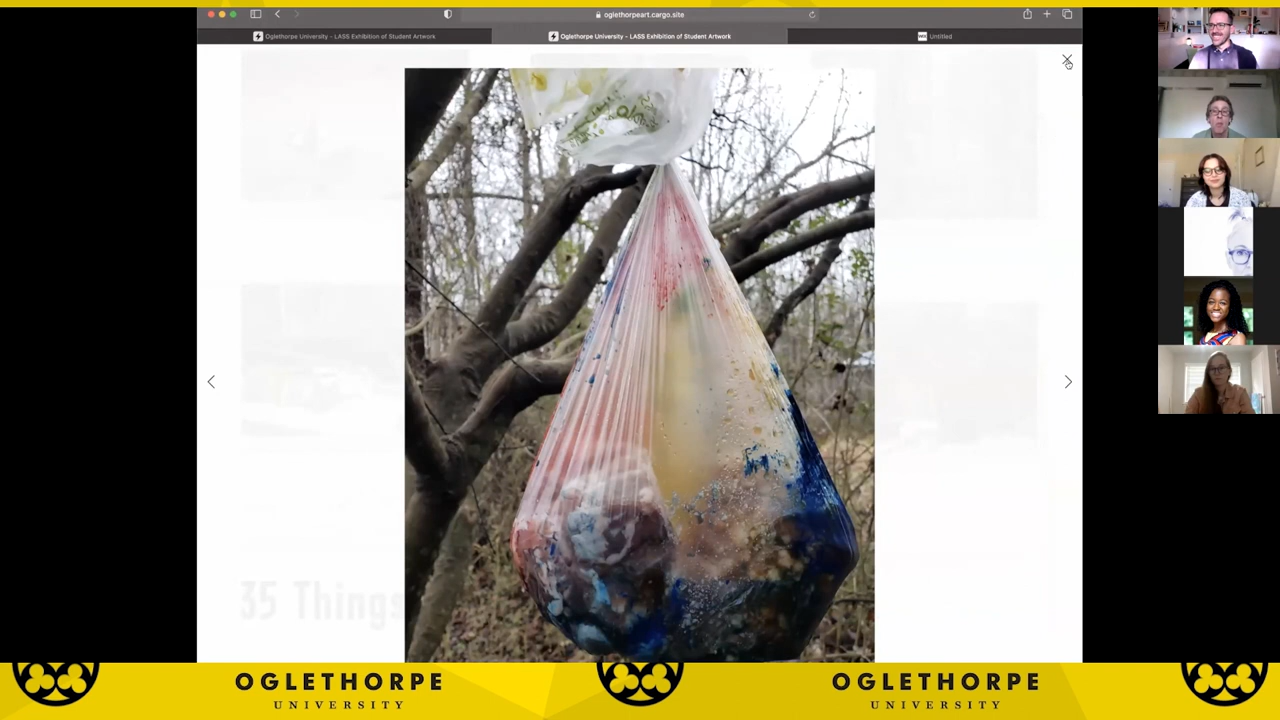 oglethorpeart.cargo.site
Oglethorpe University - LASS Exhibition of Student Artwork
Oglethorpe University - LASS Exhibition of Student Artwork
Untitled
35 Things
OGLETHORPE
UNIVERSITY
OGLETHORPE
UNIVERSITY